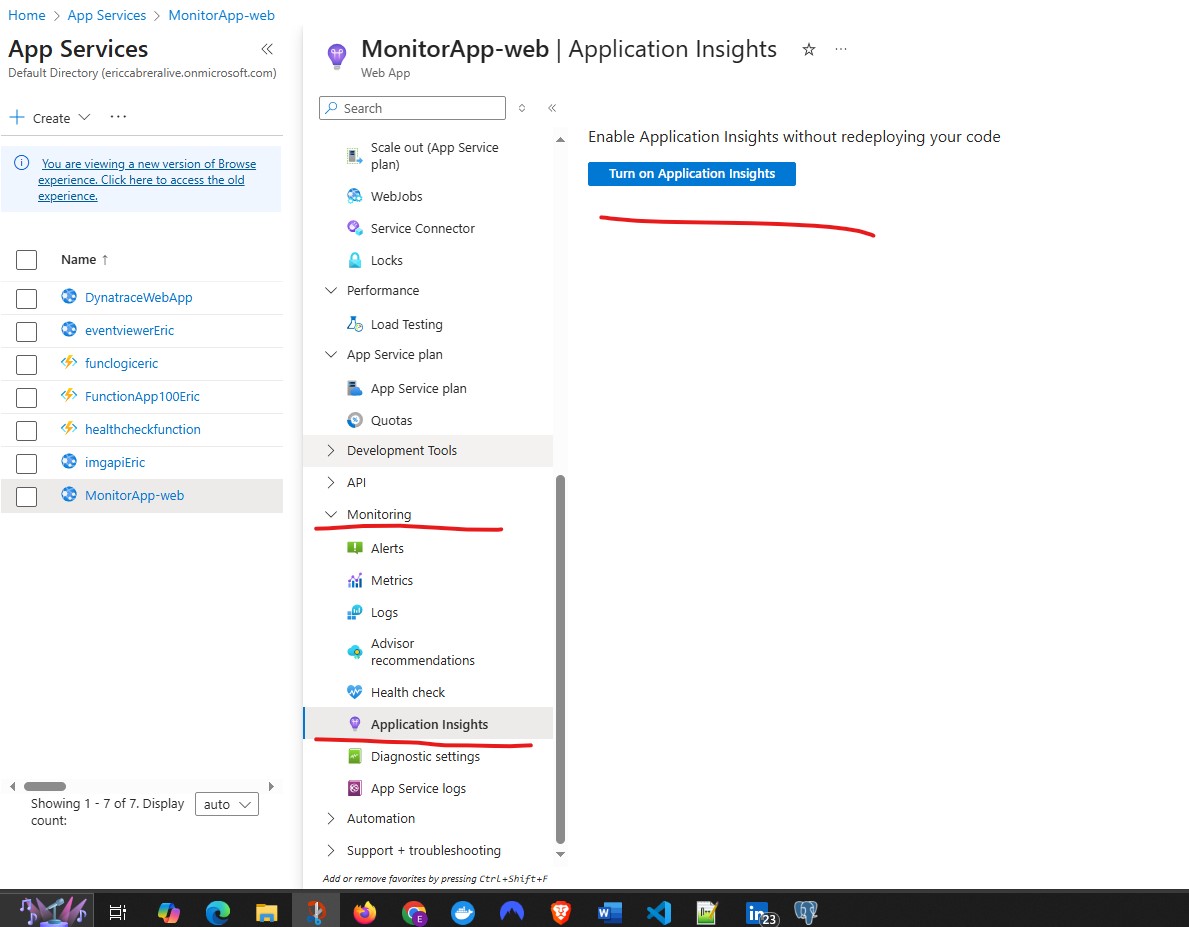 Home > App Services > MonitorApp-web
App Services
Default Directory (ericcabreralive.onmicrosoft.com)
+ Create
You are viewing a new version of Browse
experience. Click here to access the old
experience.
Name ↑
DynatraceWebApp
eventviewerEric
funclogiceric
FunctionApp100Eric
healthcheckfunction
imgapiEric
MonitorApp-web
Showing 1 - 7 of 7. Display
count:
auto
MonitorApp-web | Application Insights
Web App
Search
Scale out (App Service
plan)
WebJobs
Service Connector
Locks
Performance
Load Testing
App Service plan
App Service plan
Quotas
Development Tools
API
Monitoring
Alerts
Metrics
Logs
Advisor
recommendations
Health check
Application Insights
Diagnostic settings
App Service logs
Automation
Support + troubleshooting
Add or remove favorites by pressing Ctrl+Shift+F
Enable Application Insights without redeploying your code
Turn on Application Insights
E
W
in
23